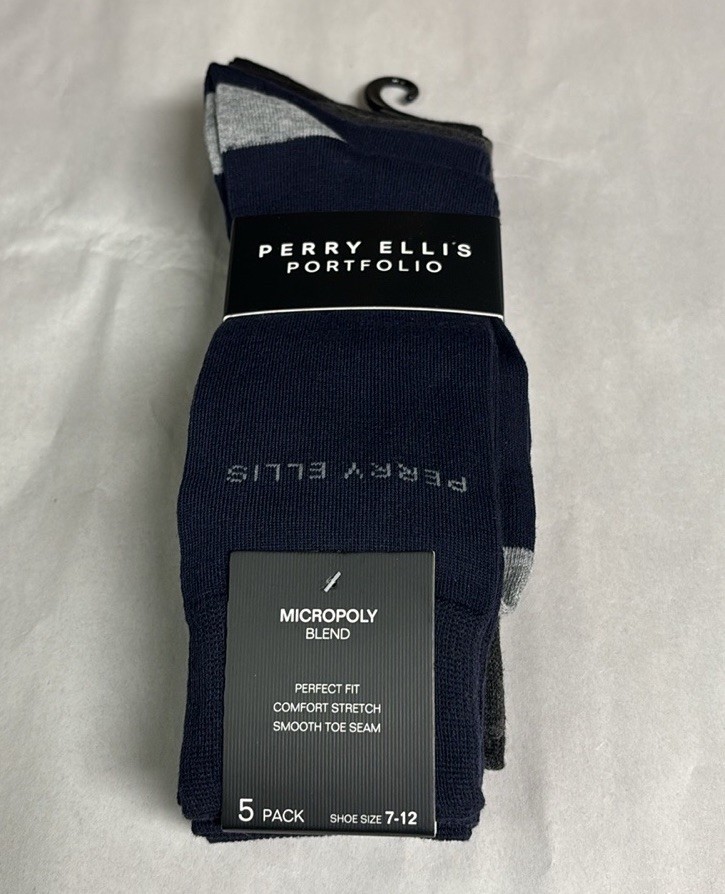 PERRY ELLIS
PORTFOLIO
PERRY ELLIS
MICROPOLY
BLEND
PERFECT FIT
COMFORT STRETCH
SMOOTH TOE SEAM
5 PACK SHOE SIZE 7-12